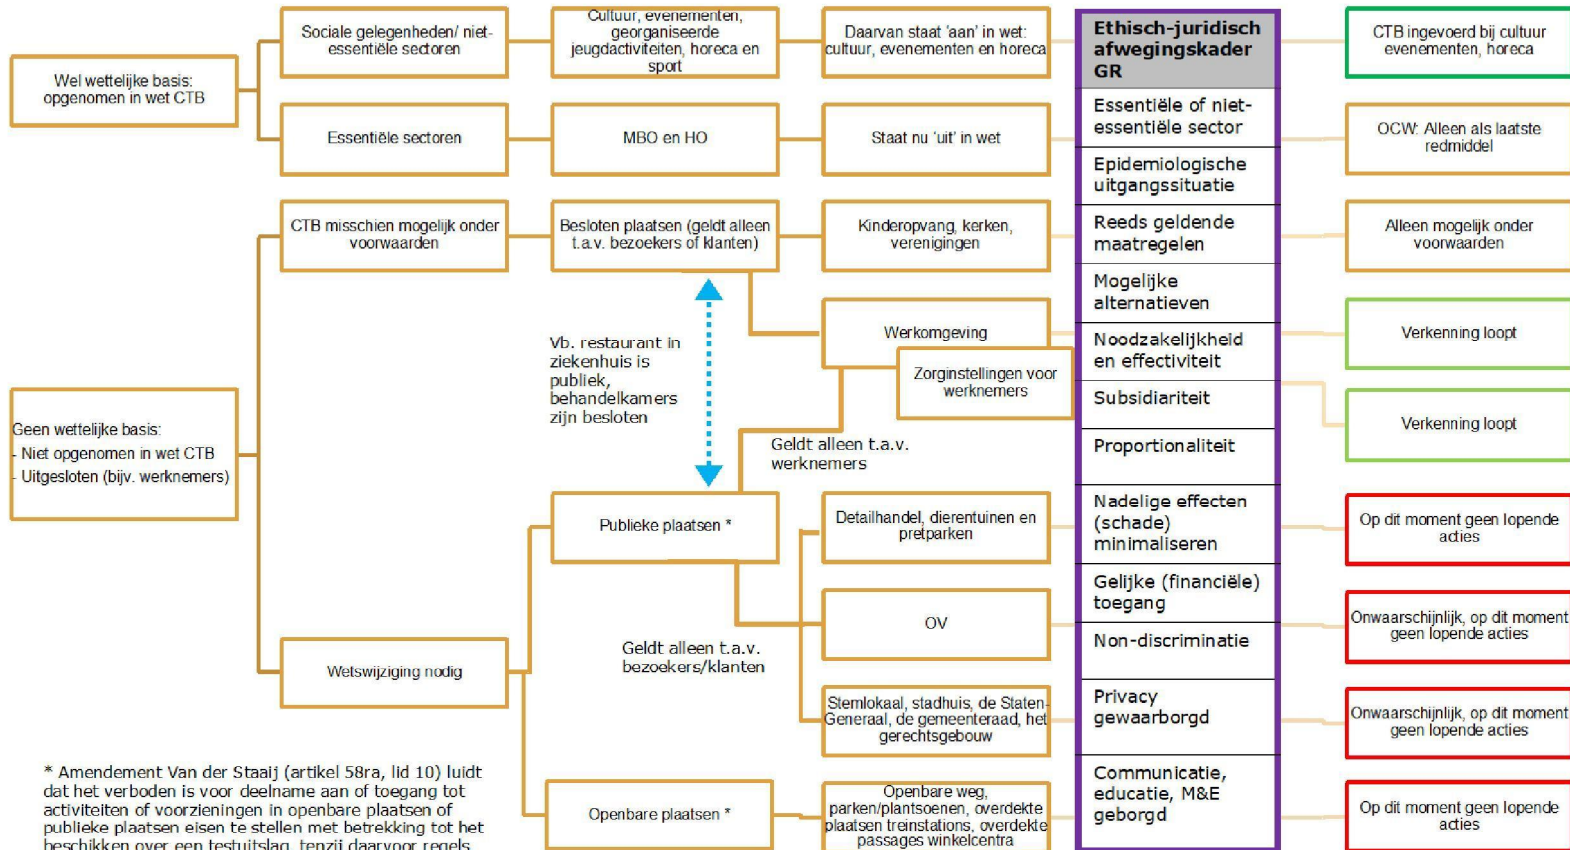 Wel wettelijke basis:
opgenomen in wet CTB
Sociale gelegenheden/ niet-
essentiële sectoren
Cultuur, evenementen,
georganiseerde
jeugdactiviteiten, horeca en
sport
Daarvan staat 'aan' in wet:
cultuur, evenementen en horeca
CTB ingevoerd bij cultuur
evenementen, horeca
Essentiële sectoren
MBO en HO
Staat nu 'uit' in wet
OCW: Alleen als laatste
redmiddel
Geen wettelijke basis:
- Niet opgenomen in wet CTB
- Uitgesloten (bijv. werknemers)
CTB misschien mogelijk onder
voorwaarden
Besloten plaatsen (geldt alleen
t.a.v. bezoekers of klanten)
Kinderopvang, kerken,
verenigingen
Alleen mogelijk onder
voorwaarden
Vb. restaurant in
ziekenhuis is
publiek,
behandelkamers
zijn besloten
Werkomgeving
Verkenning loopt
Zorginstellingen voor
werknemers
Verkenning loopt
Geldt alleen t.a.v.
werknemers
Wetswijziging nodig
Publieke plaatsen *
Geldt alleen t.a.v.
bezoekers/klanten
Detailhandel, dierentuinen en
pretparken
Op dit moment geen lopende
acties
OV
Onwaarschijnlijk, op dit moment
geen lopende acties
Stemlokaal, stadhuis, de Staten-
Generaal, de gemeenteraad, het
gerechtsgebouw
Onwaarschijnlijk, op dit moment
geen lopende acties
Openbare plaatsen *
Openbare weg,
parken/plantsoenen, overdekte
plaatsen treinstations, overdekte
passages winkelcentra
Op dit moment geen lopende
acties
Ethisch-juridisch
afwegingskader
GR
Essentiële of niet-
essentiële sector
Epidemiologische
uitgangssituatie
Reeds geldende
maatregelen
Mogelijke
alternatieven
Noodzakelijkheid
en effectiviteit
Subsidiariteit
Proportionaliteit
Nadelige effecten
(schade)
minimaliseren
Gelijke (financiële)
toegang
Non-discriminatie
Privacy
gewaarborgd
Communicatie,
educatie, M&E
geborgd
* Amendement Van der Staaij (artikel 58ra, lid 10) luidt
dat het verboden is voor deelname aan of toegang tot
activiteiten of voorzieningen in openbare plaatsen of
publieke plaatsen eisen te stellen met betrekking tot het
beschikken over een testuitslag, tenzij daarvoor regels